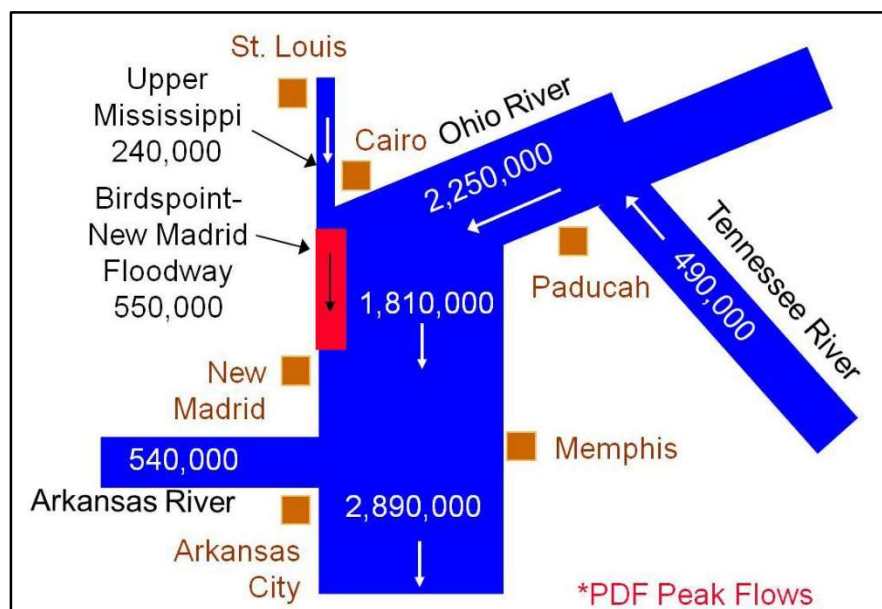 St. Louis
Upper
Mississippi
240,000
Cairo
Ohio River
2,250,000
Birdspoint-
New Madrid
Floodway
550,000
1,810,000
Paducah
Tennessee River
490,000
New
Madrid
540,000
Arkansas River
Memphis
2,890,000
Arkansas
City
*PDF Peak Flows